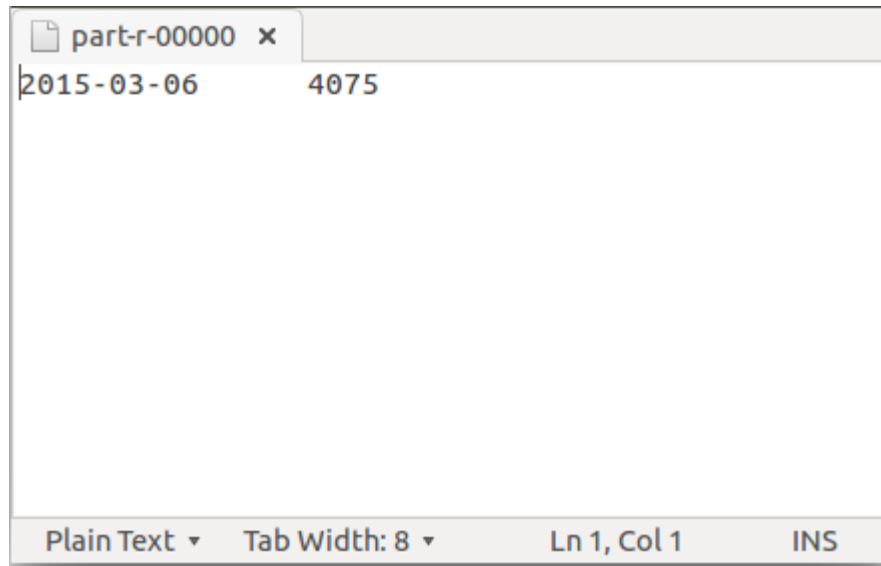 part-r-00000 ×
2015-03-06 4075
Plain Text ▾ Tab Width: 8 ▾ Ln 1, Col 1 INS